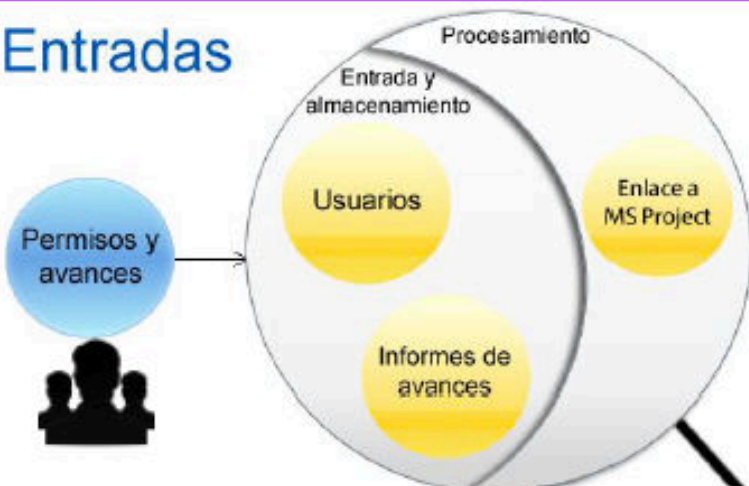 Entradas
Procesamiento
Entrada y
almacenamiento
Usuarios
Enlace a
MS Project
Permisos y
avances
Informes de
avances